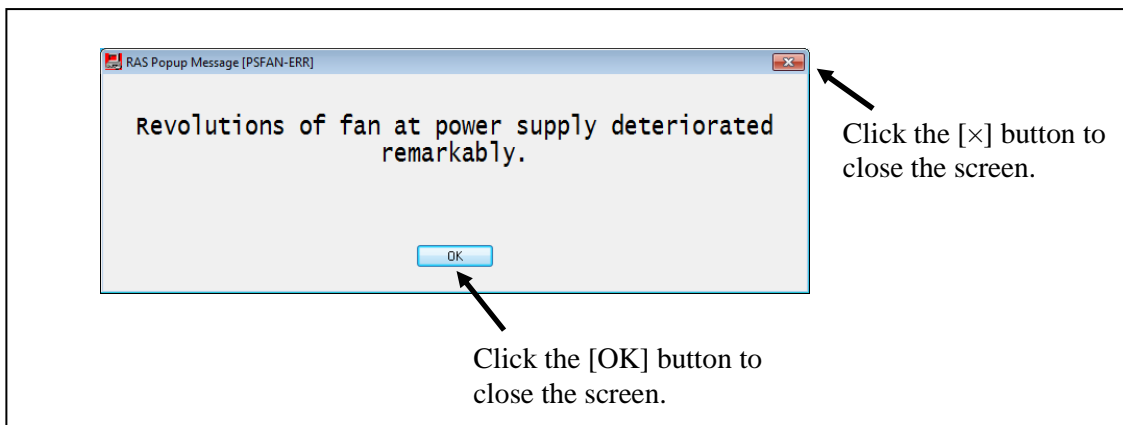 RAS Popup Message [PSFAN-ERR]
Revolutions of fan at power supply deteriorated
remarkably.
OK
Click the [×] button to
close the screen.
Click the [OK] button to
close the screen.